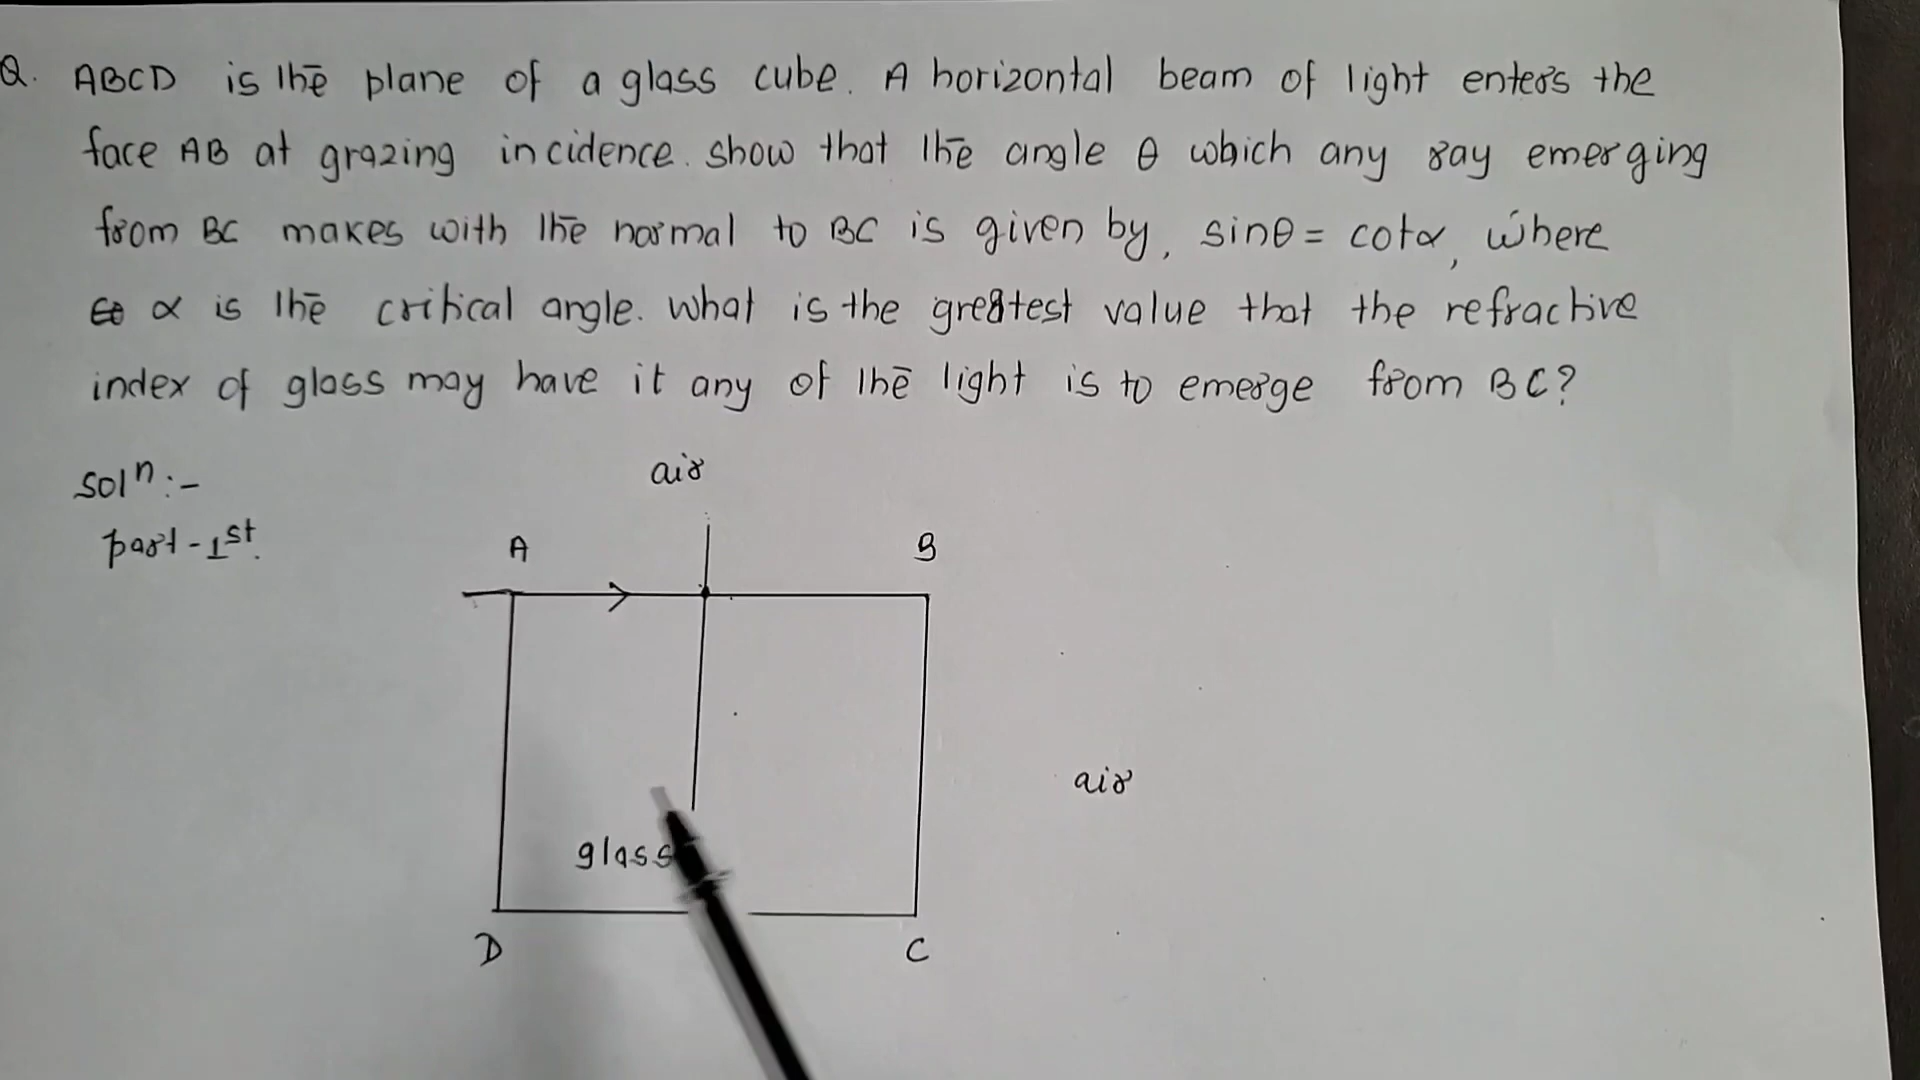 Q. ABCD is the plane of a glass cube. A horizontal beam of light enters the
face AB at grazing incidence. show that the angle θ which any ray emerging
from BC makes with the normal to BC is given by, sinθ = cotα, where
α is the critical angle. What is the greatest value that the refractive
index of glass may have it any of the light is to emerge from BC?
Solⁿ:-
part-1st.
air
A
B
air
glass
D
C